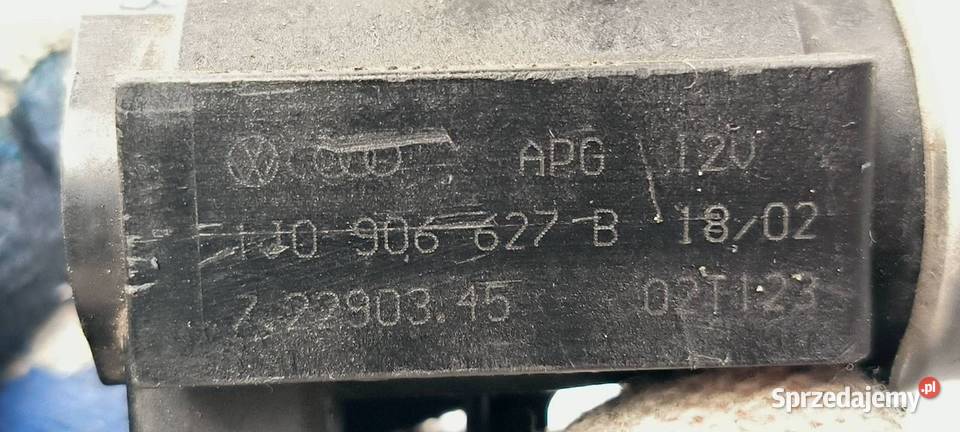 APG 12V
1J0 906 627 B 18/02
7.22903.45 02T123
Sprzedajemy.pl